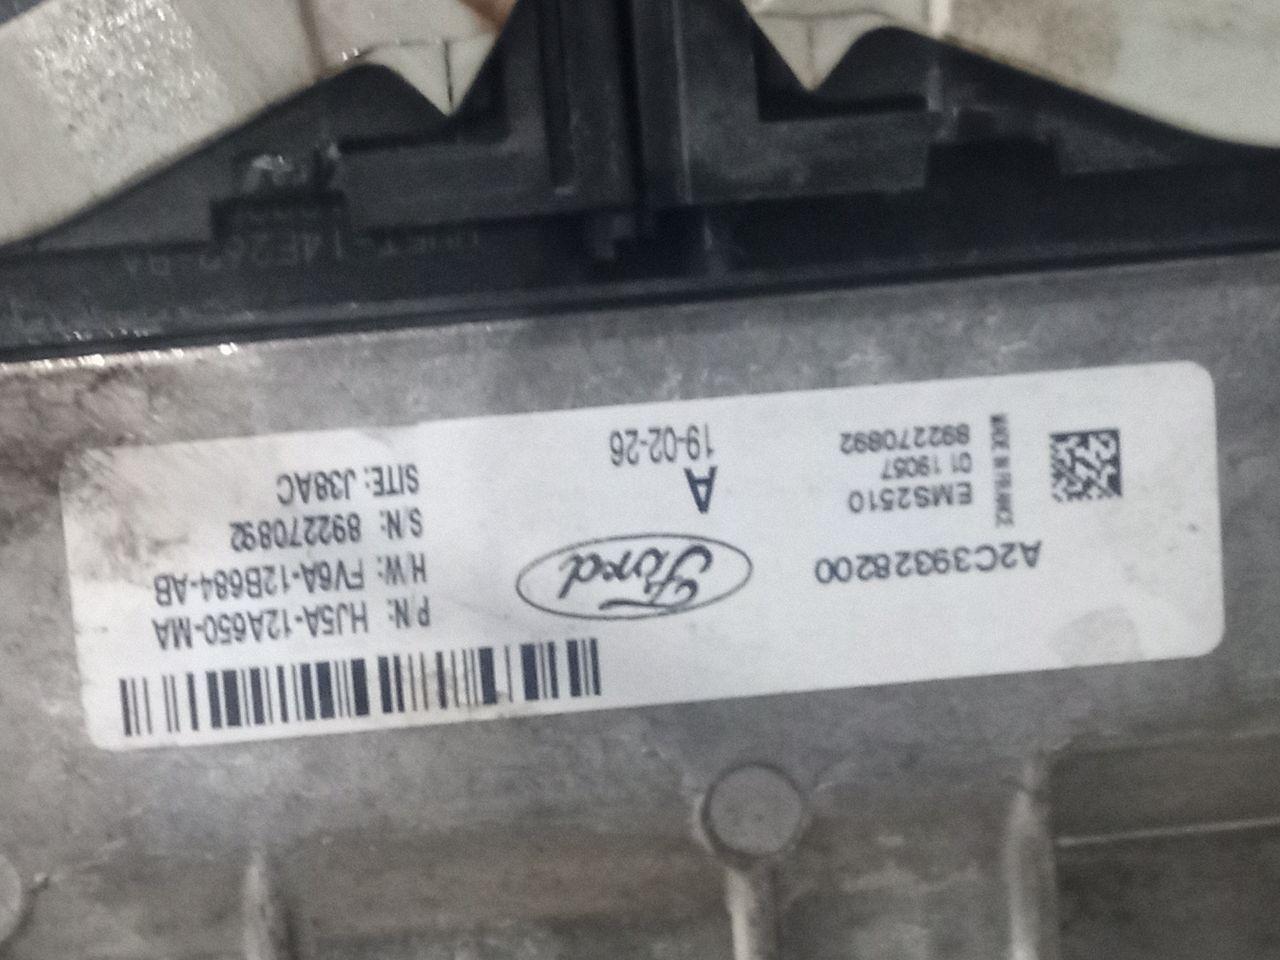 P/N: HJ5A-12A650-MA
H/W: FV6A-12B684-AB
S/N: 892270892
SITE: J38AC
Ford
A
19-02-26
A2C39328200
EMS2510
01 19057
892270892
MADE IN FRANCE